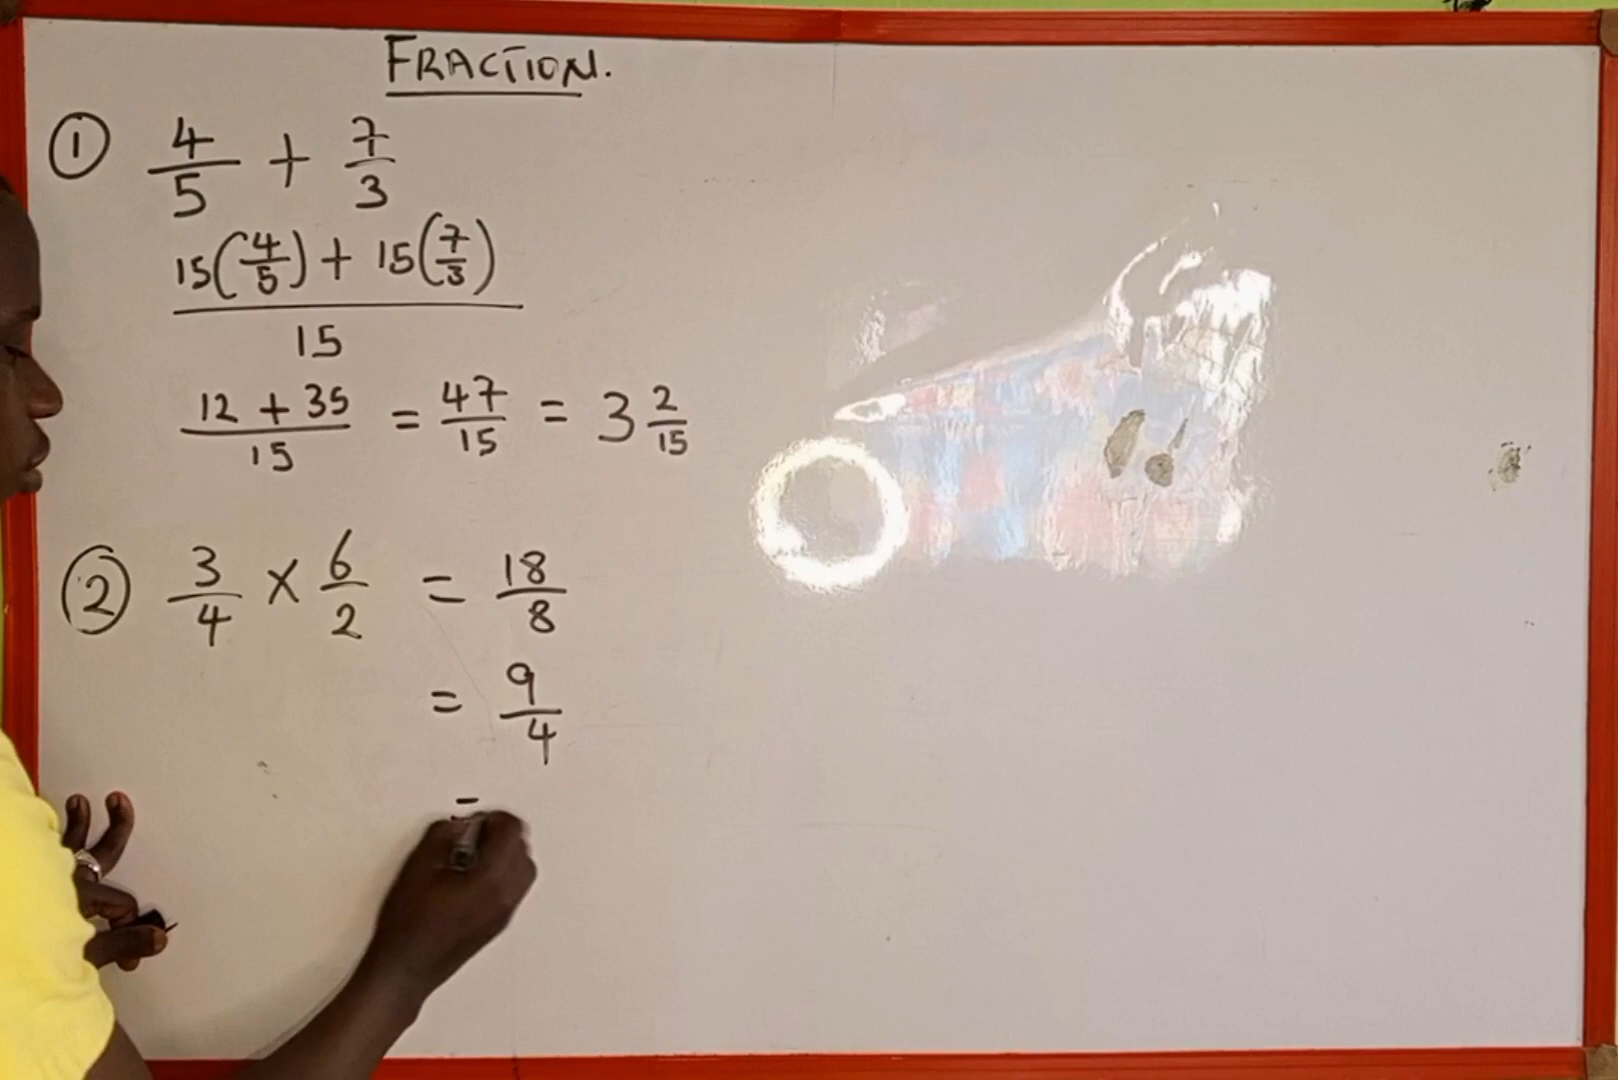 FRACTION.
① 4/5 + 7/3
15(4/5) + 15(7/3)
15
12 + 35/15 = 47/15 = 3 2/15
② 3/4 × 6/2 = 18/8
= 9/4
=